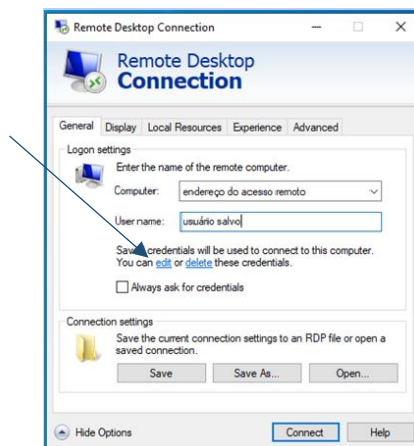 Remote Desktop Connection
Remote Desktop
Connection
General Display Local Resources Experience Advanced
Logon settings
Enter the name of the remote computer.
Computer: endereço do acesso remoto
User name: usuário salvo
Saved credentials will be used to connect to this computer.
You can edit or delete these credentials.
Always ask for credentials
Connection settings
Save the current connection settings to an RDP file or open a
saved connection.
Save Save As... Open...
Hide Options Connect Help